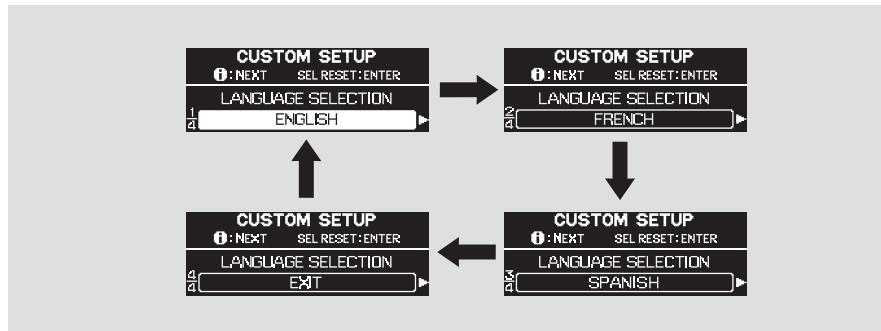 CUSTOM SETUP
i:NEXT SEL RESET:ENTER
LANGUAGE SELECTION
1/4 ENGLISH
CUSTOM SETUP
i:NEXT SEL RESET:ENTER
LANGUAGE SELECTION
2/4 FRENCH
CUSTOM SETUP
i:NEXT SEL RESET:ENTER
LANGUAGE SELECTION
4/4 EXIT
CUSTOM SETUP
i:NEXT SEL RESET:ENTER
LANGUAGE SELECTION
3/4 SPANISH